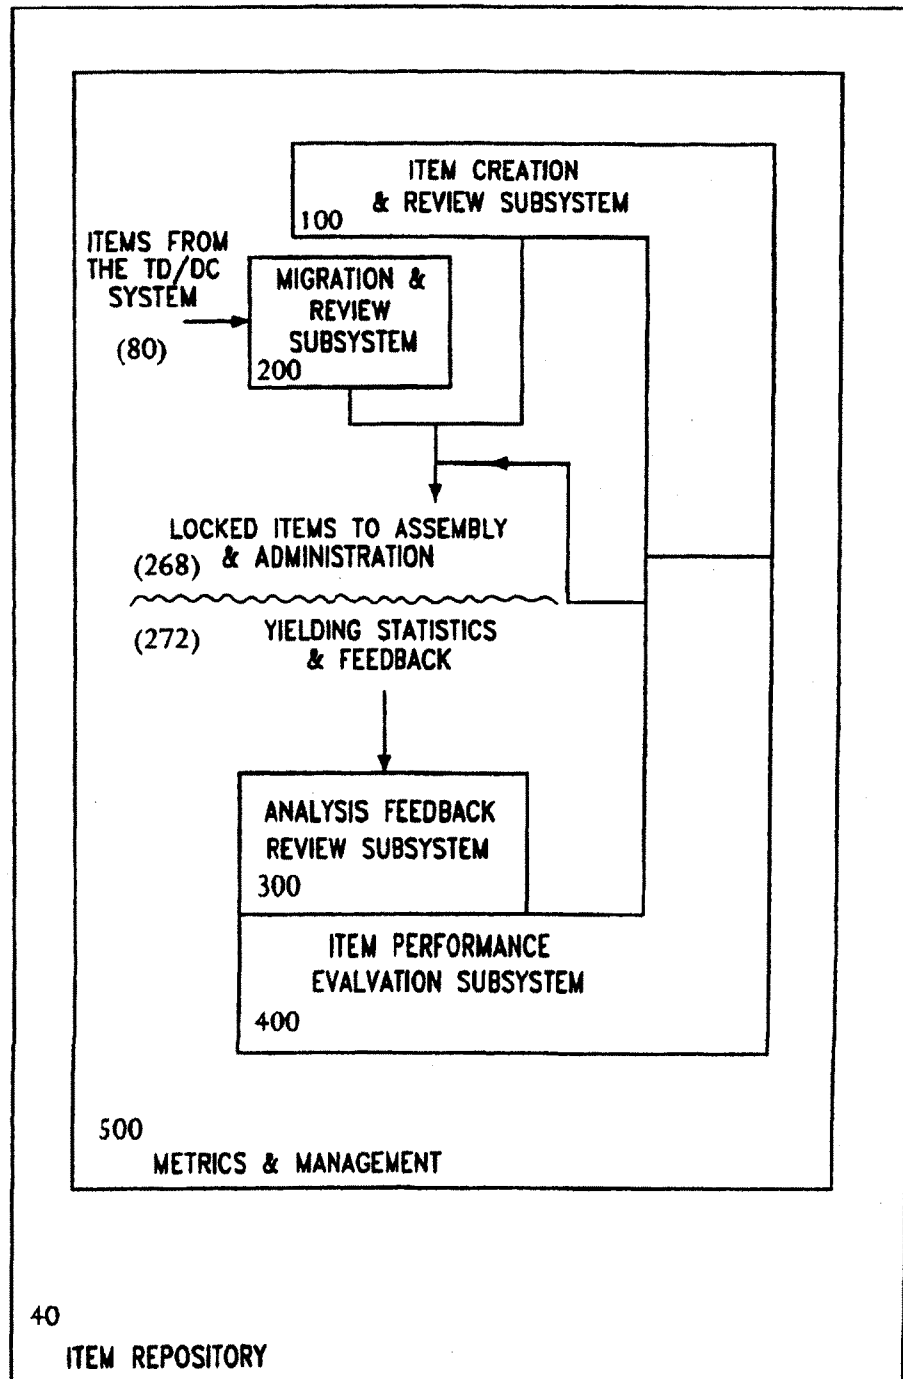 ITEM CREATION
& REVIEW SUBSYSTEM
100
ITEMS FROM
THE TD/DC
SYSTEM
(80)
MIGRATION &
REVIEW
SUBSYSTEM
200
LOCKED ITEMS TO ASSEMBLY
& ADMINISTRATION
(268)
(272)
YIELDING STATISTICS
& FEEDBACK
ANALYSIS FEEDBACK
REVIEW SUBSYSTEM
300
ITEM PERFORMANCE
EVALVATION SUBSYSTEM
400
500
METRICS & MANAGEMENT
40
ITEM REPOSITORY